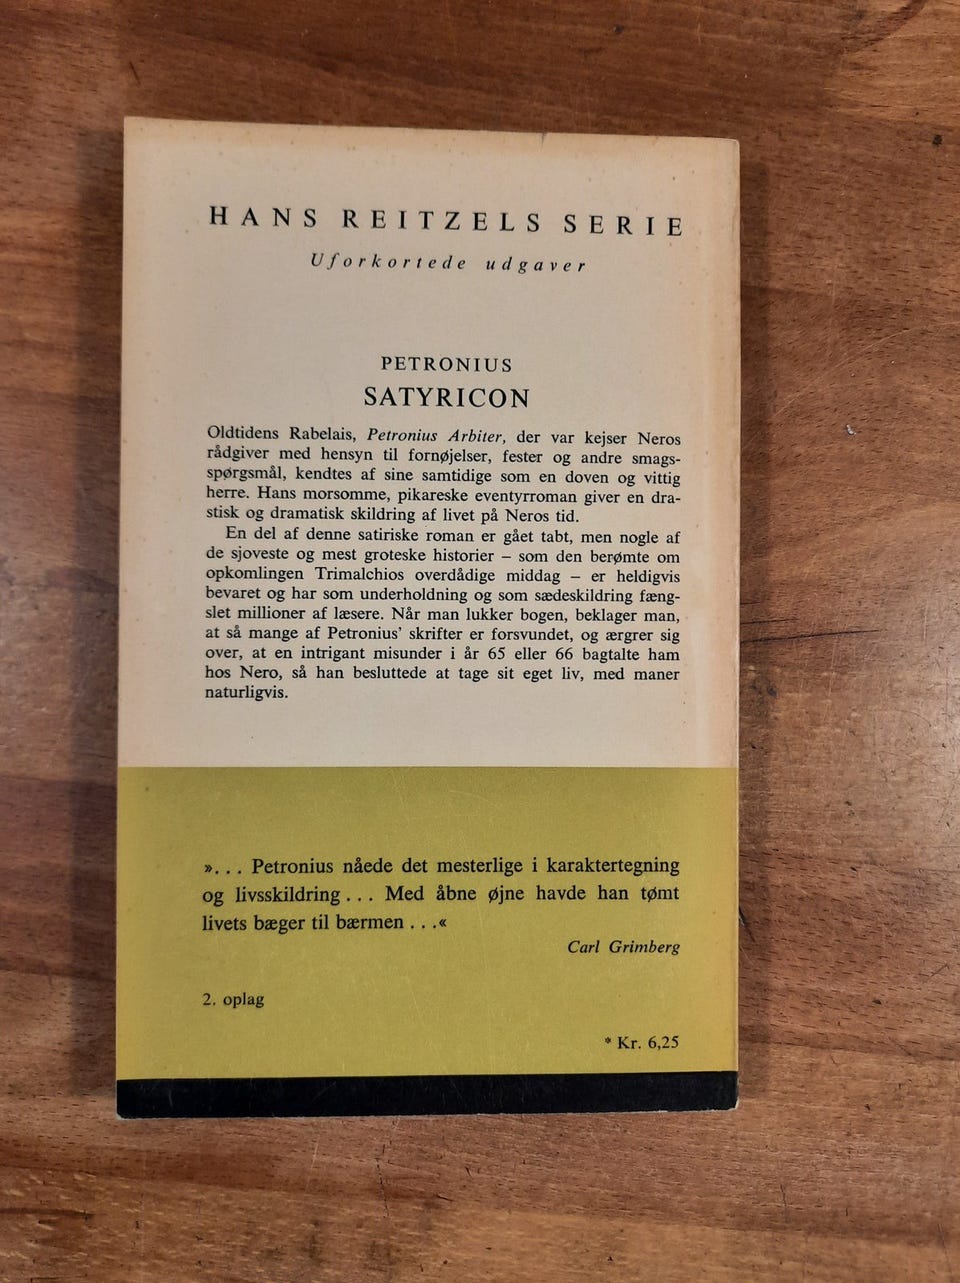 HANS REITZELS SERIE
Uforkortede udgaver
PETRONIUS
SATYRICON
Oldtidens Rabelais, Petronius Arbiter, der var kejser Neros
rådgiver med hensyn til fornøjelser, fester og andre smags-
spørgsmål, kendtes af sine samtidige som en doven og vittig
herre. Hans morsomme, pikareske eventyrroman giver en dra-
stisk og dramatisk skildring af livet på Neros tid.
En del af denne satiriske roman er gået tabt, men nogle af
de sjoveste og mest groteske historier – som den berømte om
opkomlingen Trimalchios overdådige middag – er heldigvis
bevaret og har som underholdning og som sædeskildring fæng-
slet millioner af læsere. Når man lukker bogen, beklager man,
at så mange af Petronius' skrifter er forsvundet, og ærgrer sig
over, at en intrigant misunder i år 65 eller 66 bagtalte ham
hos Nero, så han besluttede at tage sit eget liv, med maner
naturligvis.
»... Petronius nåede det mesterlige i karaktertegning
og livsskildring ... Med åbne øjne havde han tømt
livets bæger til bærmen ...«
Carl Grimberg
2. oplag
* Kr. 6,25